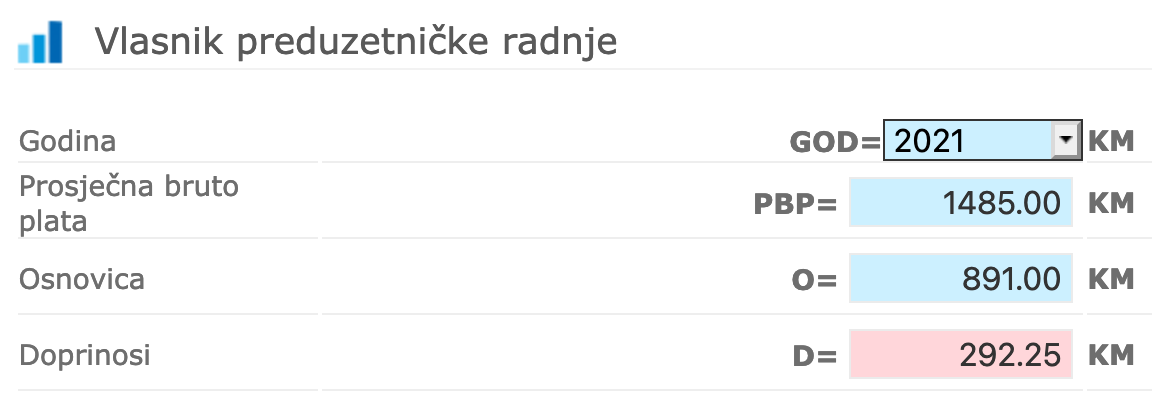 Vlasnik preduzetničke radnje
Godina GOD= 2021 KM
Prosječna bruto
plata PBP= 1485.00 KM
Osnovica O= 891.00 KM
Doprinosi D= 292.25 KM